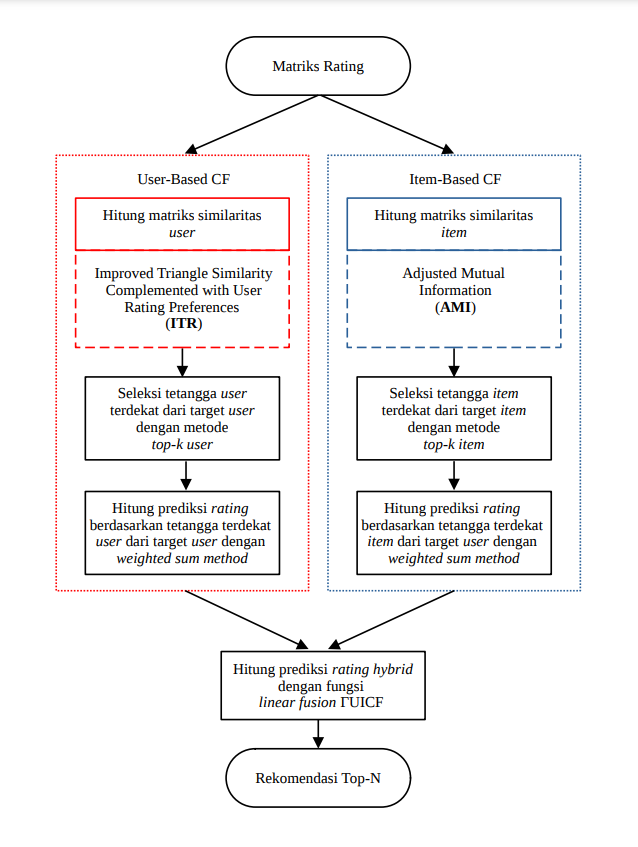 Matriks Rating
User-Based CF
Hitung matriks similaritas
user
Improved Triangle Similarity
Complemented with User
Rating Preferences
(ITR)
Seleksi tetangga user
terdekat dari target user
dengan metode
top-k user
Hitung prediksi rating
berdasarkan tetangga terdekat
user dari target user dengan
weighted sum method
Item-Based CF
Hitung matriks similaritas
item
Adjusted Mutual
Information
(AMI)
Seleksi tetangga item
terdekat dari target item
dengan metode
top-k item
Hitung prediksi rating
berdasarkan tetangga terdekat
item dari target user dengan
weighted sum method
Hitung prediksi rating hybrid
dengan fungsi
linear fusion ΓUICF
Rekomendasi Top-N